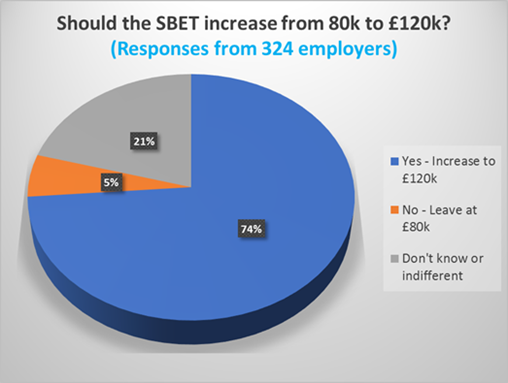 Should the SBET increase from 80k to £120k?
(Responses from 324 employers)
21%
5%
74%
Yes - Increase to
£120k
No - Leave at
£80k
Don't know or
indifferent